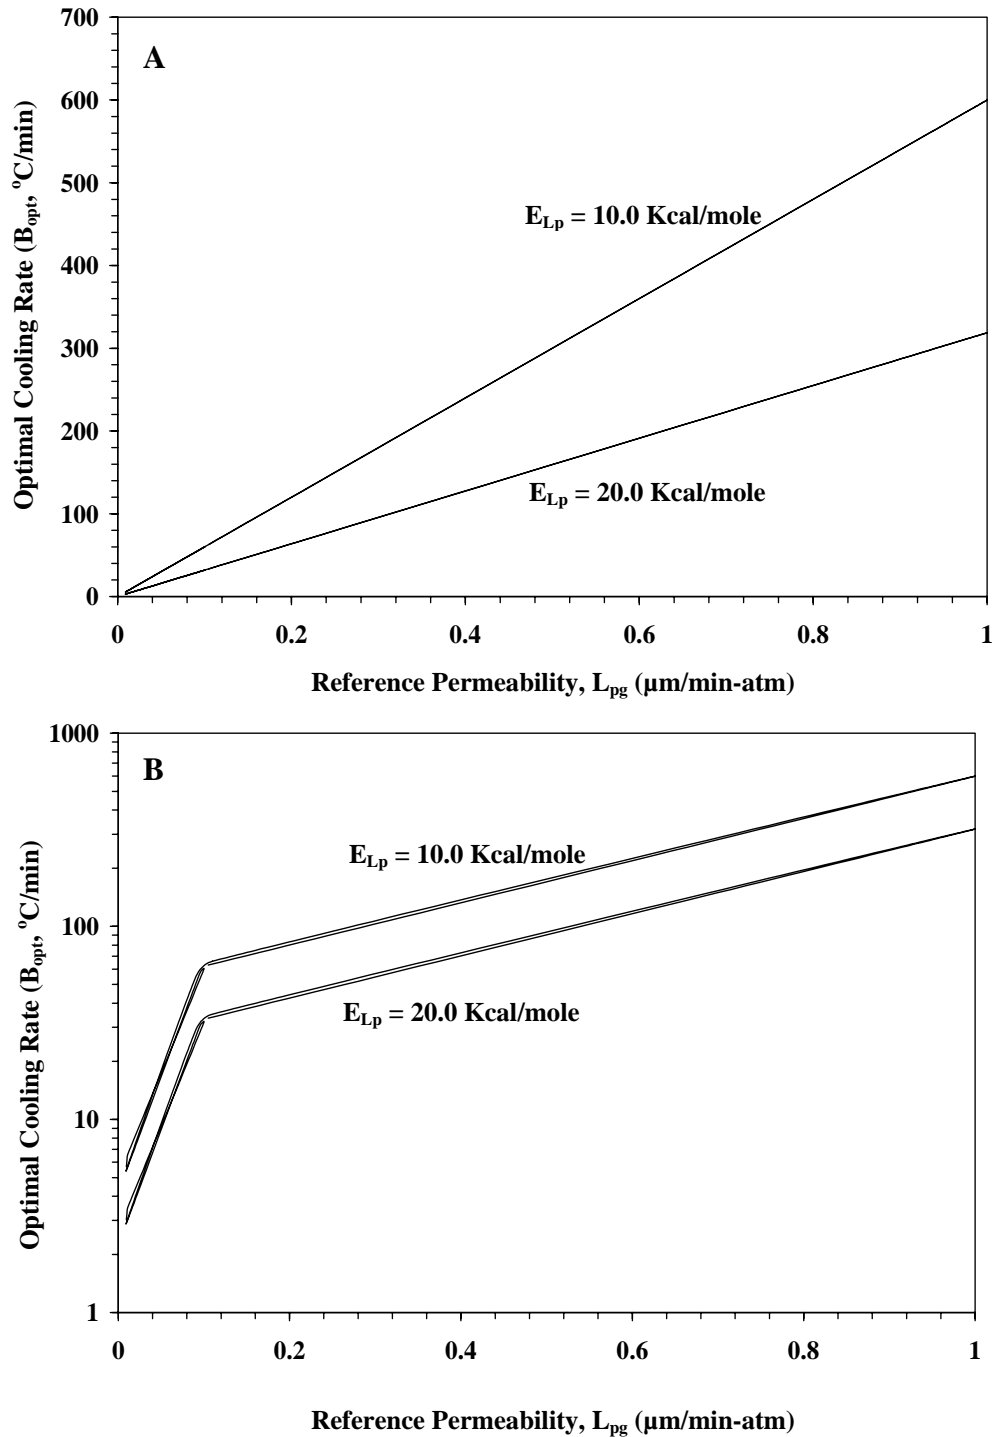 A
700
600
500
400
300
200
100
0
Optimal Cooling Rate (Bopt, ºC/min)
ELp = 10.0 Kcal/mole
ELp = 20.0 Kcal/mole
0 0.2 0.4 0.6 0.8 1
Reference Permeability, Lpg (µm/min-atm)
B
1000
100
10
1
Optimal Cooling Rate (Bopt, ºC/min)
ELp = 10.0 Kcal/mole
ELp = 20.0 Kcal/mole
0 0.2 0.4 0.6 0.8 1
Reference Permeability, Lpg (µm/min-atm)